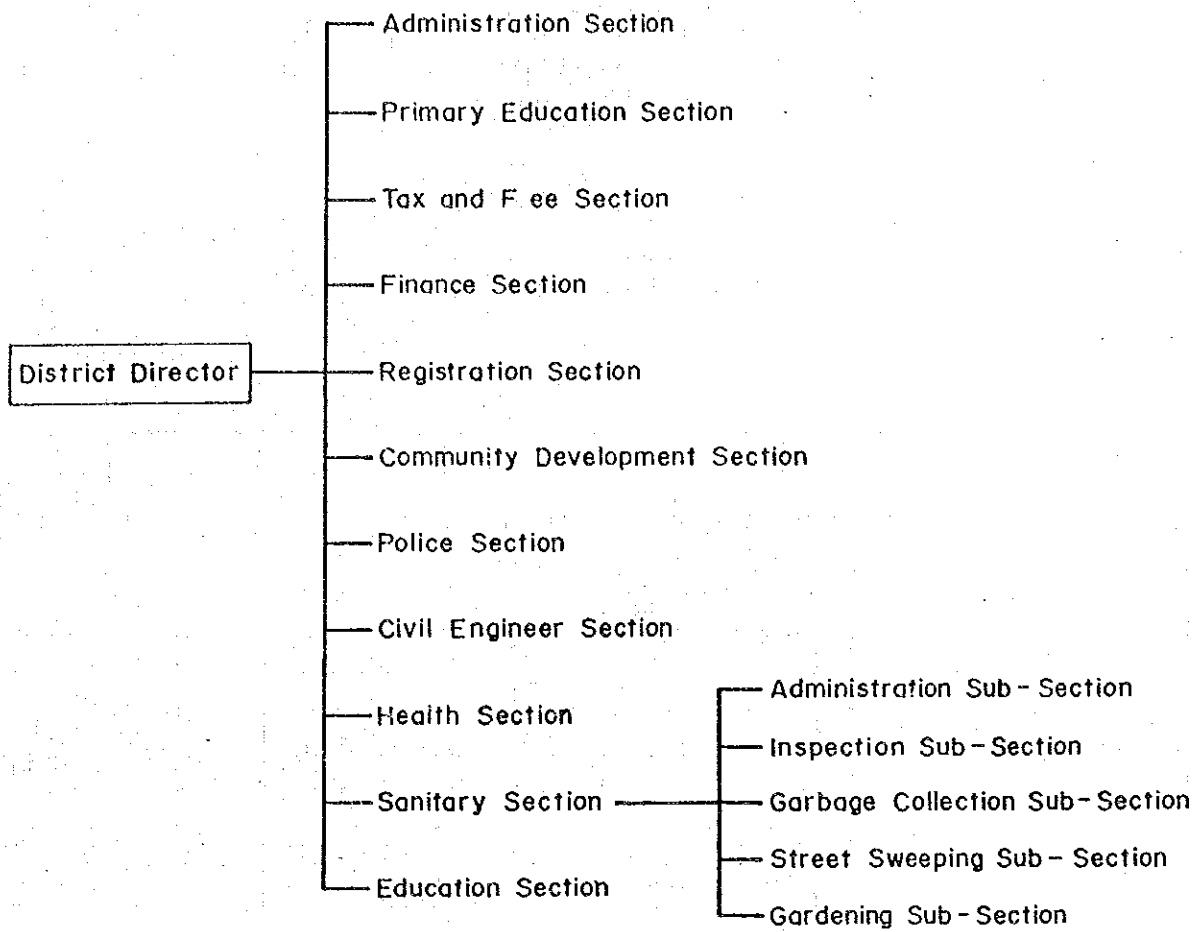 Administration Section
Primary Education Section
Tax and Fee Section
Finance Section
District Director
Registration Section
Community Development Section
Police Section
Civil Engineer Section
Health Section
Sanitary Section
Education Section
Administration Sub-Section
Inspection Sub-Section
Garbage Collection Sub-Section
Street Sweeping Sub-Section
Gardening Sub-Section